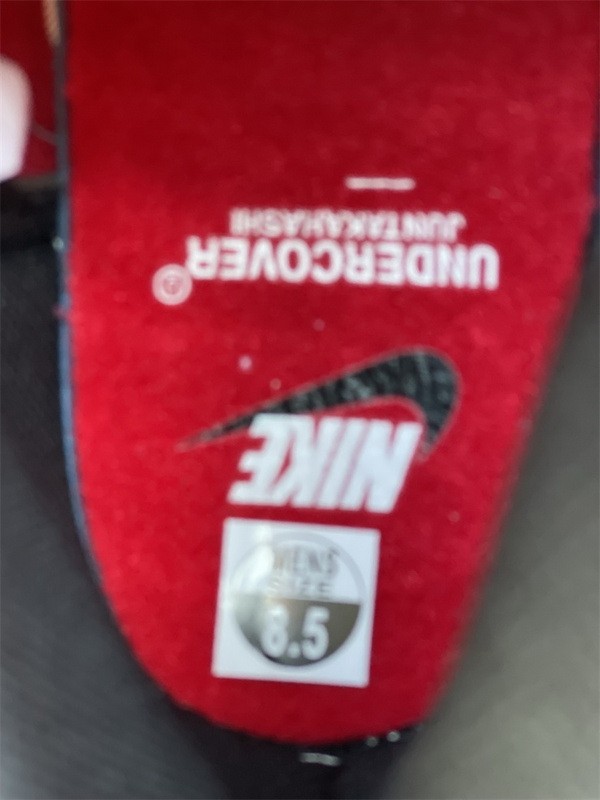 MENS
SIZE
8.5
NIKE
UNDERCOVER
JUNTAKAHASHI